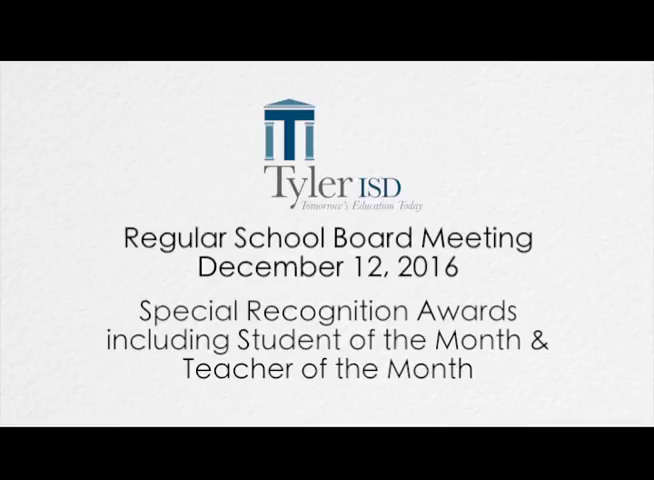 Tyler ISD
Tomorrow's Education Today
Regular School Board Meeting
December 12, 2016
Special Recognition Awards
including Student of the Month &
Teacher of the Month